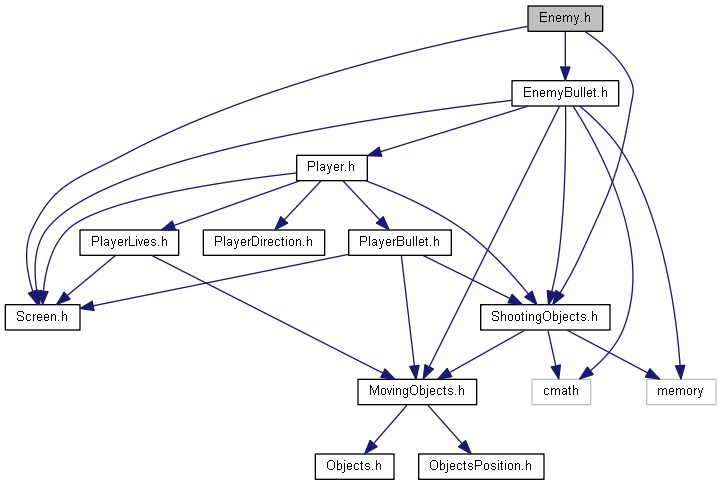 Enemy.h
EnemyBullet.h
Player.h
PlayerLives.h
PlayerDirection.h
PlayerBullet.h
Screen.h
ShootingObjects.h
MovingObjects.h
cmath
memory
Objects.h
ObjectsPosition.h